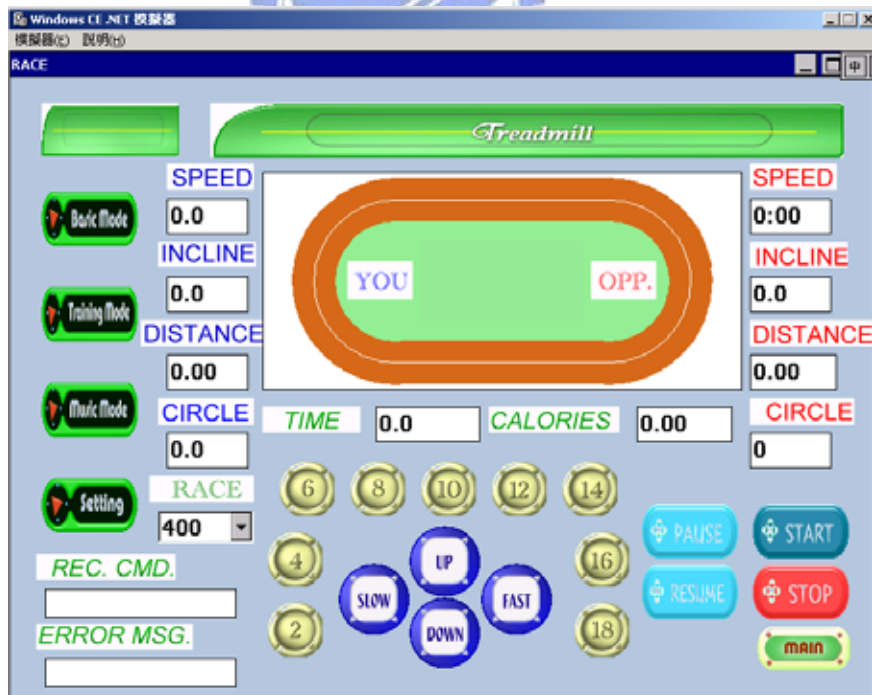 Windows CE .NET 模擬器
模擬器(E) 說明(H)
RACE
中
Treadmill
SPEED
0.0
SPEED
0:00
Basic Mode
INCLINE
0.0
INCLINE
0.0
YOU
OPP.
Training Mode
DISTANCE
0.00
DISTANCE
0.00
Music Mode
CIRCLE
0.0
TIME
0.0
CALORIES
0.00
CIRCLE
0
Setting
RACE
400
6
8
10
12
14
4
16
2
18
UP
SLOW
FAST
DOWN
PAUSE
START
RESUME
STOP
MAIN
REC. CMD.
ERROR MSG.